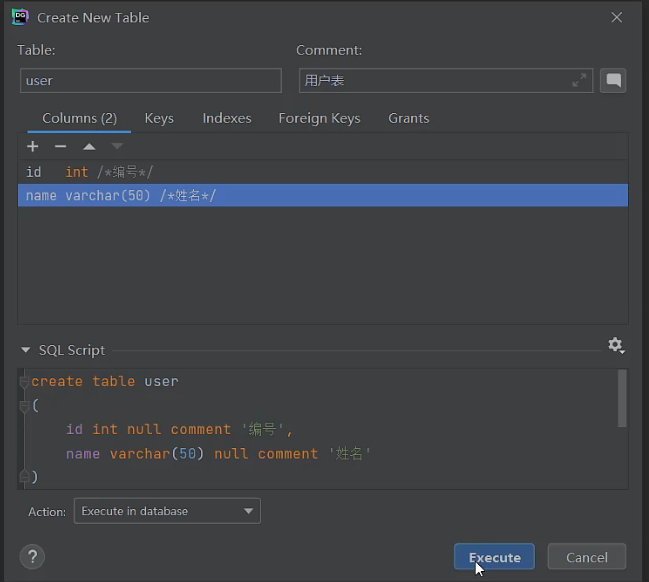 DG
Create New Table
Table:
Comment:
user
用户表
Columns (2) Keys Indexes Foreign Keys Grants
id int /*编号*/
name varchar(50) /*姓名*/
SQL Script
create table user
(
id int null comment '编号',
name varchar(50) null comment '姓名'
)
Action: Execute in database
? Execute Cancel